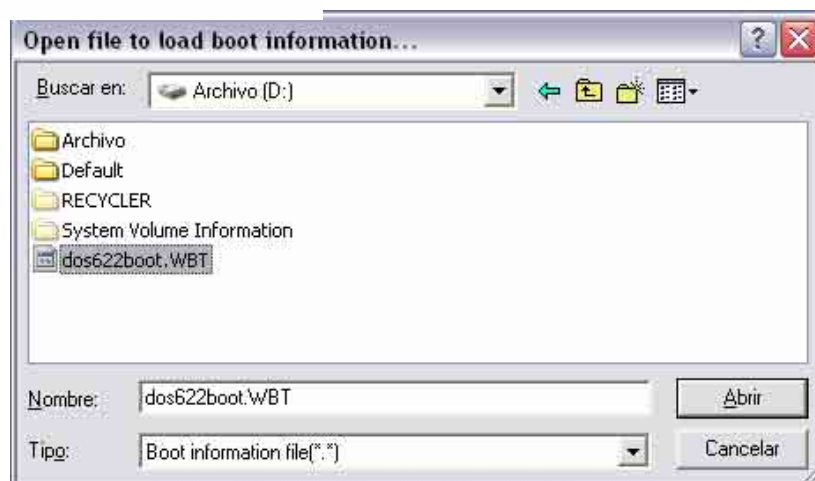 Open file to load boot information...
Buscar en: Archivo (D:)
Archivo
Default
RECYCLER
System Volume Information
dos622boot.WBT
Nombre: dos622boot.WBT Abrir
Tipo: Boot information file(*.*) Cancelar